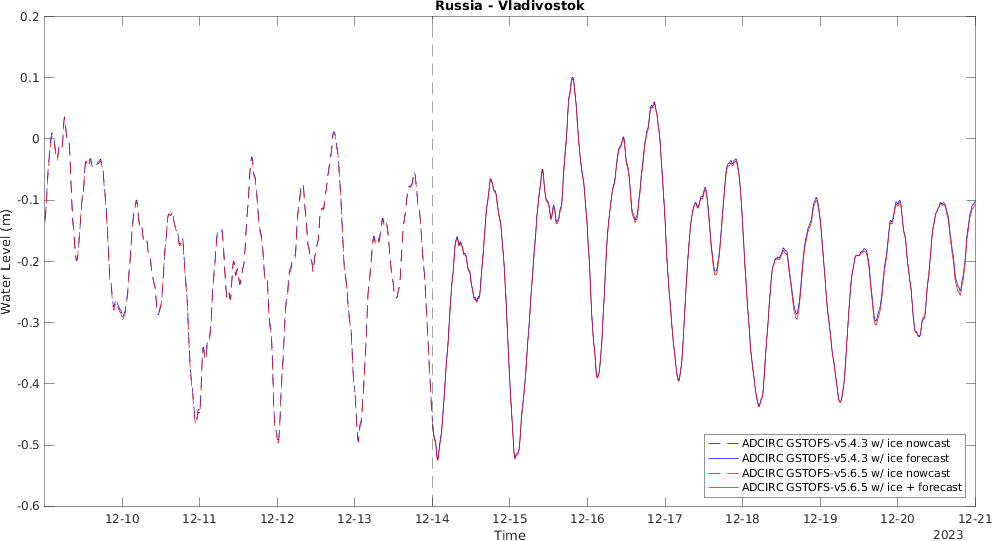 Russia - Vladivostok
0.2
0.1
0
-0.1
-0.2
-0.3
-0.4
-0.5
-0.6
Water Level (m)
ADCIRC GSTOFS-v5.4.3 w/ ice nowcast
ADCIRC GSTOFS-v5.4.3 w/ ice forecast
ADCIRC GSTOFS-v5.6.5 w/ ice nowcast
ADCIRC GSTOFS-v5.6.5 w/ ice + forecast
12-10 12-11 12-12 12-13 12-14 12-15 12-16 12-17 12-18 12-19 12-20 12-21
Time
2023